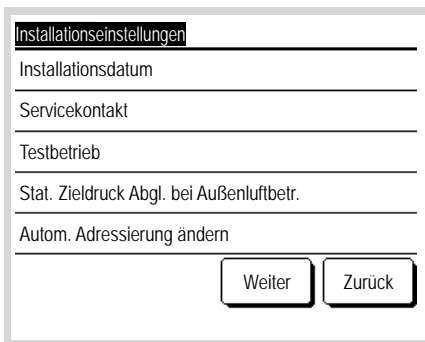 Installationseinstellungen
Installationsdatum
Servicekontakt
Testbetrieb
Stat. Zieldruck Abgl. bei Außenluftbetr.
Autom. Adressierung ändern
Weiter Zurück